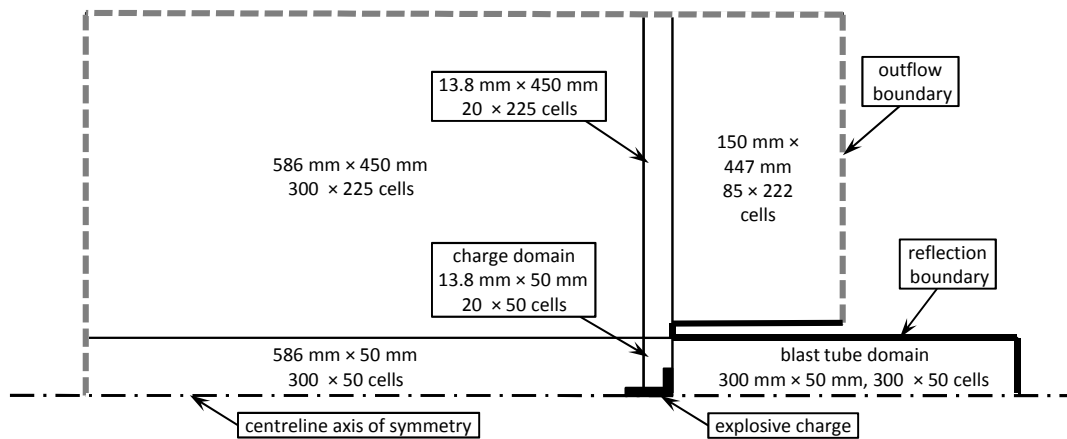 13.8 mm × 450 mm
20 × 225 cells
outflow
boundary
150 mm ×
447 mm
85 × 222
cells
586 mm × 450 mm
300 × 225 cells
charge domain
13.8 mm × 50 mm
20 × 50 cells
reflection
boundary
586 mm × 50 mm
300 × 50 cells
blast tube domain
300 mm × 50 mm, 300 × 50 cells
centreline axis of symmetry
explosive charge